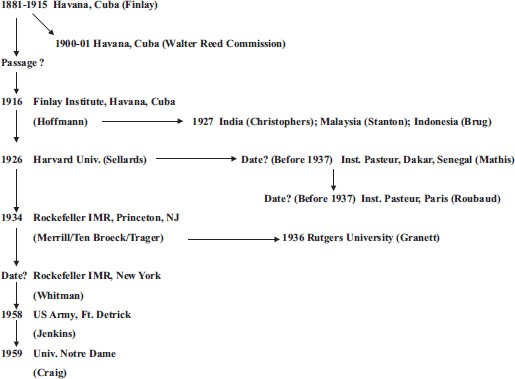 1881-1915 Havana, Cuba (Finlay)
1900-01 Havana, Cuba (Walter Reed Commission)
Passage ?
1916 Finlay Institute, Havana, Cuba
(Hoffmann) 1927 India (Christophers); Malaysia (Stanton); Indonesia (Brug)
1926 Harvard Univ. (Sellards) Date? (Before 1937) Inst. Pasteur, Dakar, Senegal (Mathis)
Date? (Before 1937) Inst. Pasteur, Paris (Roubaud)
1934 Rockefeller IMR, Princeton, NJ
(Merrill/Ten Broeck/Trager) 1936 Rutgers University (Granett)
Date? Rockefeller IMR, New York
(Whitman)
1958 US Army, Ft. Detrick
(Jenkins)
1959 Univ. Notre Dame
(Craig)